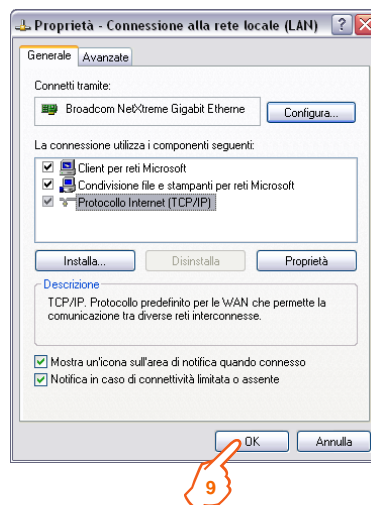 Proprietà - Connessione alla rete locale (LAN)
Generale Avanzate
Connetti tramite:
Broadcom NetXtreme Gigabit Etherne Configura...
La connessione utilizza i componenti seguenti:
Client per reti Microsoft
Condivisione file e stampanti per reti Microsoft
Protocollo Internet (TCP/IP)
Installa... Disinstalla Proprietà
Descrizione
TCP/IP. Protocollo predefinito per le WAN che permette la
comunicazione tra diverse reti interconnesse.
Mostra un'icona sull'area di notifica quando connesso
Notifica in caso di connettività limitata o assente
OK Annulla
9